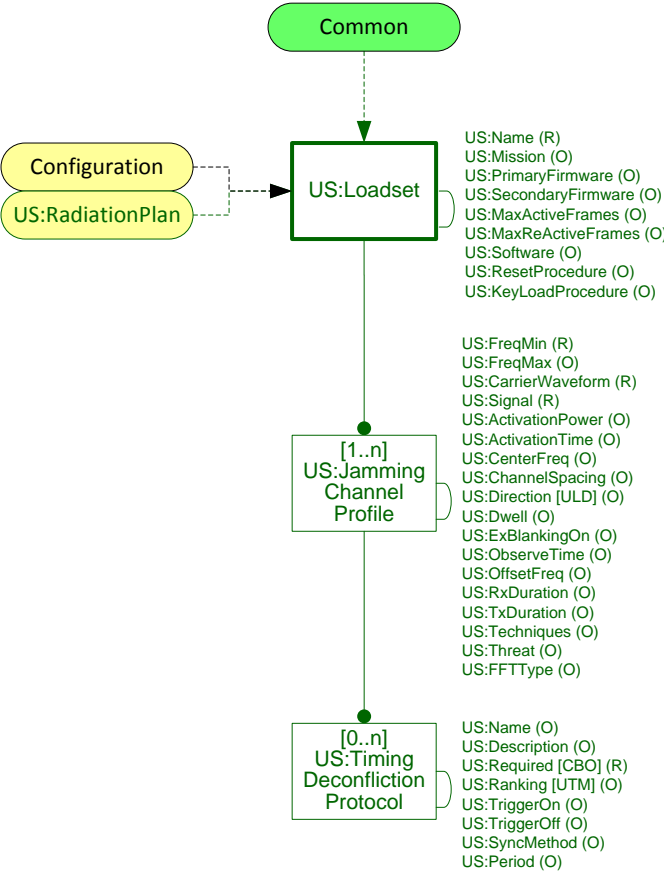 Common
Configuration
US:RadiationPlan
US:Loadset
US:Name (R)
US:Mission (O)
US:PrimaryFirmware (O)
US:SecondaryFirmware (O)
US:MaxActiveFrames (O)
US:MaxReActiveFrames (O)
US:Software (O)
US:ResetProcedure (O)
US:KeyLoadProcedure (O)
[1..n]
US:Jamming
Channel
Profile
US:FreqMin (R)
US:FreqMax (O)
US:CarrierWaveform (R)
US:Signal (R)
US:ActivationPower (O)
US:ActivationTime (O)
US:CenterFreq (O)
US:ChannelSpacing (O)
US:Direction [ULD] (O)
US:Dwell (O)
US:ExBlankingOn (O)
US:ObserveTime (O)
US:OffsetFreq (O)
US:RxDuration (O)
US:TxDuration (O)
US:Techniques (O)
US:Threat (O)
US:FFTType (O)
[0..n]
US:Timing
Deconfliction
Protocol
US:Name (O)
US:Description (O)
US:Required [CBO] (R)
US:Ranking [UTM] (O)
US:TriggerOn (O)
US:TriggerOff (O)
US:SyncMethod (O)
US:Period (O)